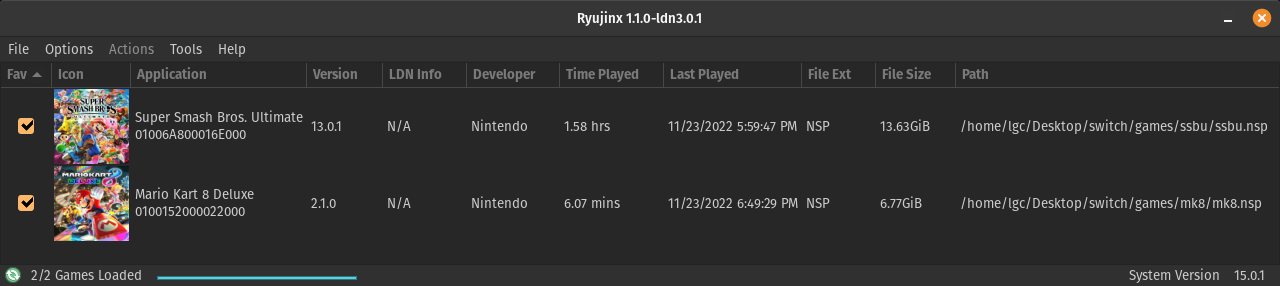 Ryujinx 1.1.0-ldn3.0.1
File Options Actions Tools Help
Fav Icon Application Version LDN Info Developer Time Played Last Played File Ext File Size Path
SUPER
SMASH BROS.
ULTIMATE
Super Smash Bros. Ultimate
01006A800016E000
13.0.1 N/A Nintendo 1.58 hrs 11/23/2022 5:59:47 PM NSP 13.63GiB /home/lgc/Desktop/switch/games/ssbu/ssbu.nsp
MARIOKART 8
DELUXE
Mario Kart 8 Deluxe
0100152000022000
2.1.0 N/A Nintendo 6.07 mins 11/23/2022 6:49:29 PM NSP 6.77GiB /home/lgc/Desktop/switch/games/mk8/mk8.nsp
2/2 Games Loaded System Version 15.0.1